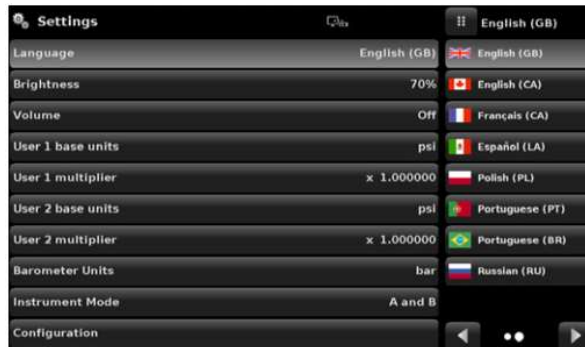 Settings
Language English (GB)
Brightness 70%
Volume Off
User 1 base units psi
User 1 multiplier x 1.000000
User 2 base units psi
User 2 multiplier x 1.000000
Barometer Units bar
Instrument Mode A and B
Configuration
English (GB)
English (GB)
English (CA)
Français (CA)
Español (LA)
Polish (PL)
Portuguese (PT)
Portuguese (BR)
Russian (RU)